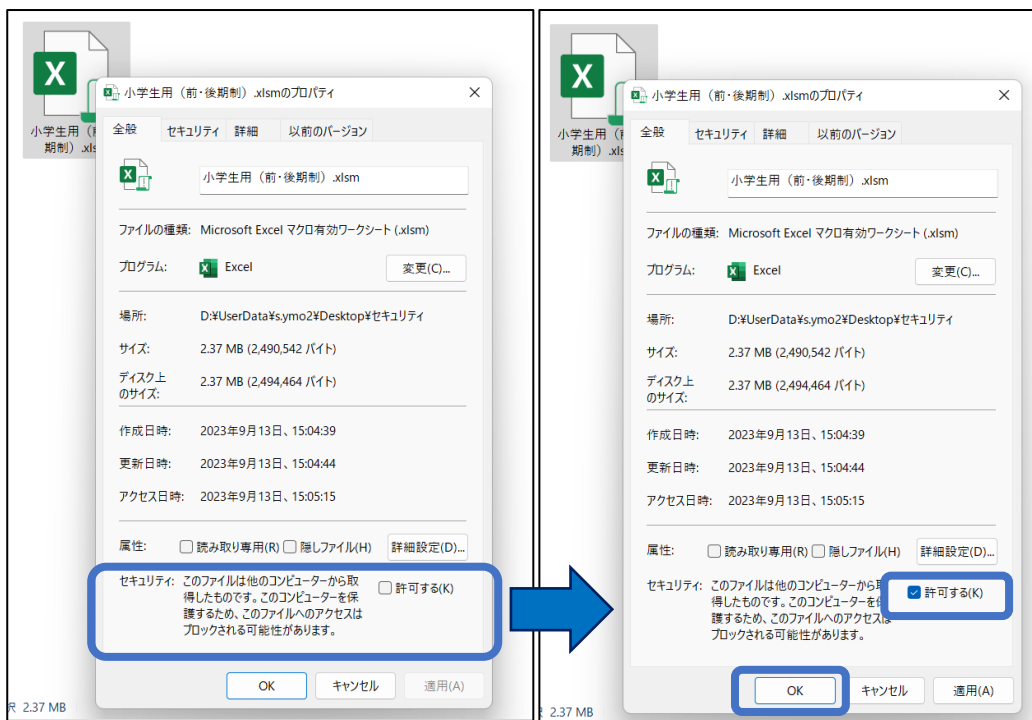 小学生用（前
期制）.xls
小学生用（前・後期制）.xlsmのプロパティ
全般 セキュリティ 詳細 以前のバージョン
小学生用（前・後期制）.xlsm
ファイルの種類: Microsoft Excel マクロ有効ワークシート (.xlsm)
プログラム: Excel 変更(C)...
場所: D:¥UserData¥s.ymo2¥Desktop¥セキュリティ
サイズ: 2.37 MB (2,490,542 バイト)
ディスク上
のサイズ: 2.37 MB (2,494,464 バイト)
作成日時: 2023年9月13日、15:04:39
更新日時: 2023年9月13日、15:04:44
アクセス日時: 2023年9月13日、15:05:15
属性: 読み取り専用(R) 隠しファイル(H) 詳細設定(D)...
セキュリティ: このファイルは他のコンピューターから取
得したものです。このコンピューターを保
護するため、このファイルへのアクセスは
ブロックされる可能性があります。
許可する(K)
OK キャンセル 適用(A)
2.37 MB
小学生用（前
期制）.xls
小学生用（前・後期制）.xlsmのプロパティ
全般 セキュリティ 詳細 以前のバージョン
小学生用（前・後期制）.xlsm
ファイルの種類: Microsoft Excel マクロ有効ワークシート (.xlsm)
プログラム: Excel 変更(C)...
場所: D:¥UserData¥s.ymo2¥Desktop¥セキュリティ
サイズ: 2.37 MB (2,490,542 バイト)
ディスク上
のサイズ: 2.37 MB (2,494,464 バイト)
作成日時: 2023年9月13日、15:04:39
更新日時: 2023年9月13日、15:04:44
アクセス日時: 2023年9月13日、15:05:15
属性: 読み取り専用(R) 隠しファイル(H) 詳細設定(D)...
セキュリティ: このファイルは他のコンピューターから
得したものです。このコンピューターを
護するため、このファイルへのアクセスは
ブロックされる可能性があります。
許可する(K)
OK キャンセル 適用(A)
2.37 MB